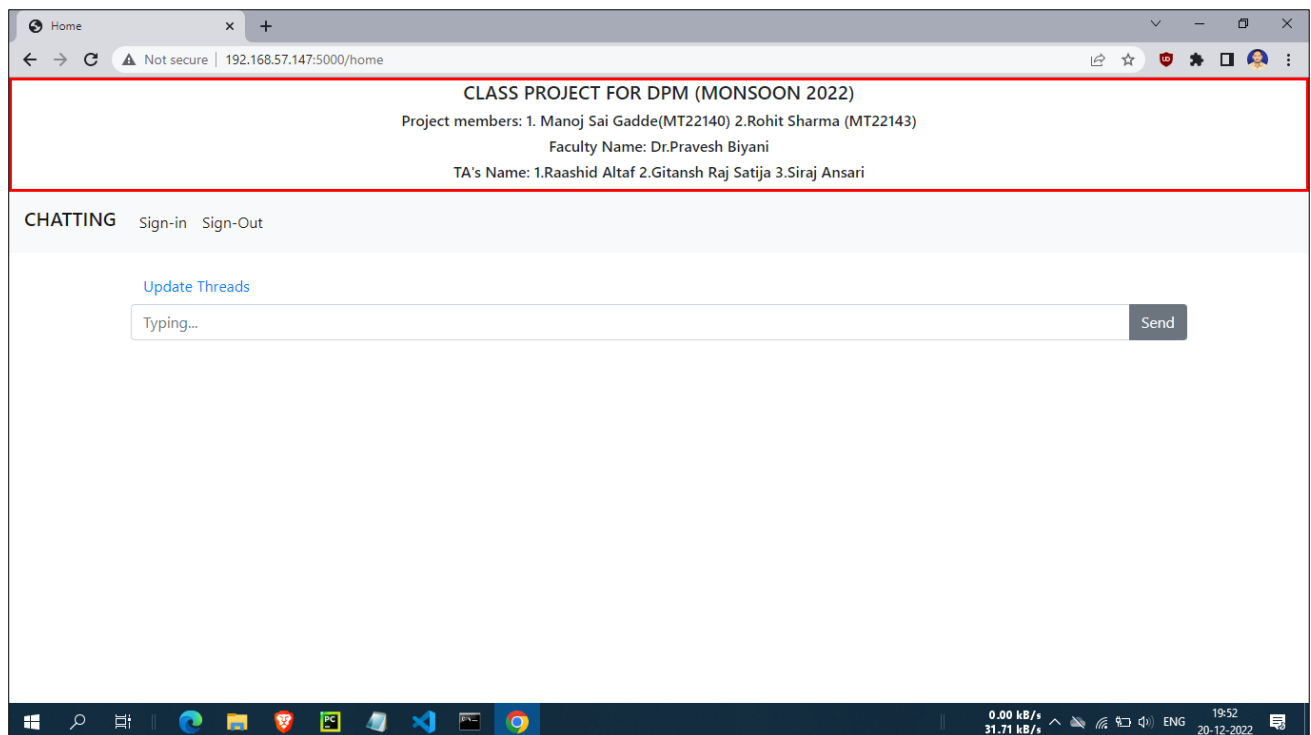 Home
Not secure | 192.168.57.147:5000/home
CLASS PROJECT FOR DPM (MONSOON 2022)
Project members: 1. Manoj Sai Gadde(MT22140) 2.Rohit Sharma (MT22143)
Faculty Name: Dr.Pravesh Biyani
TA's Name: 1.Raashid Altaf 2.Gitansh Raj Satija 3.Siraj Ansari
CHATTING Sign-in Sign-Out
Update Threads
Typing... Send
0.00 kB/s
31.71 kB/s
ENG
19:52
20-12-2022